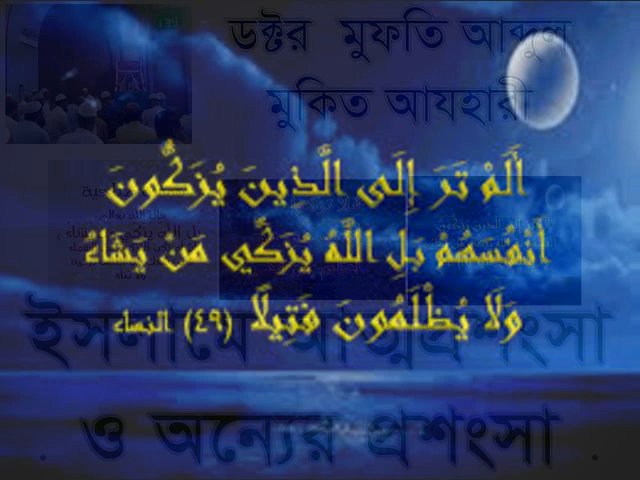 ডক্টর মুফতি আব্দুল
মুকিত আযহারী
أَلَمْ تَرَ إِلَى الَّذِينَ يُزَكُّونَ
أَنْفُسَهُمْ بَلِ اللَّهُ يُزَكِّي مَن يَشَاءُ
وَلَا يُظْلَمُونَ فَتِيلًا (٤٩) النساء
ইসলামে আত্মপ্রশংসা
ও অন্যের প্রশংসা